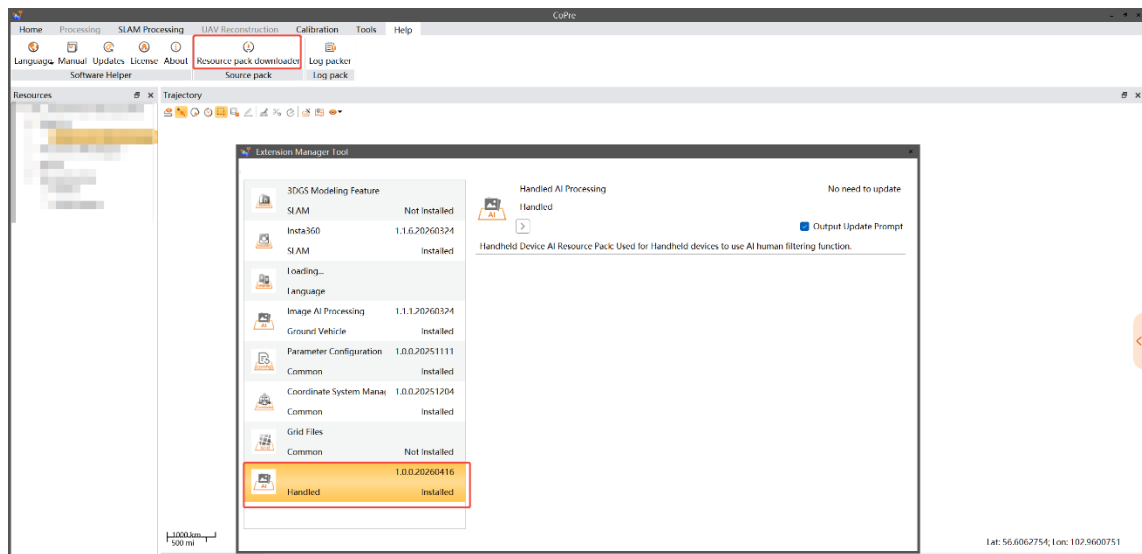 CoPre
Home Processing SLAM Processing UAV Reconstruction Calibration Tools Help
Language Manual Updates License About Resource pack downloader Log packer
Software Helper Source pack Log pack
Resources Trajectory
Extension Manager Tool
3DGS Modeling Feature
SLAM Not Installed
Insta360 1.1.6.20260324
SLAM Installed
Loading...
Language
Image AI Processing 1.1.1.20260324
Ground Vehicle Installed
Parameter Configuration 1.0.0.20251111
Common Installed
Coordinate System Manag 1.0.0.20251204
Common Installed
Grid Files
Common Not Installed
1.0.0.20260416
Handled Installed
Handled AI Processing No need to update
Handled
AI
Output Update Prompt
Handheld Device AI Resource Pack: Used for Handheld devices to use AI human filtering function.
1000 km
500 mi
Lat: 56.6062754; Lon: 102.9600751